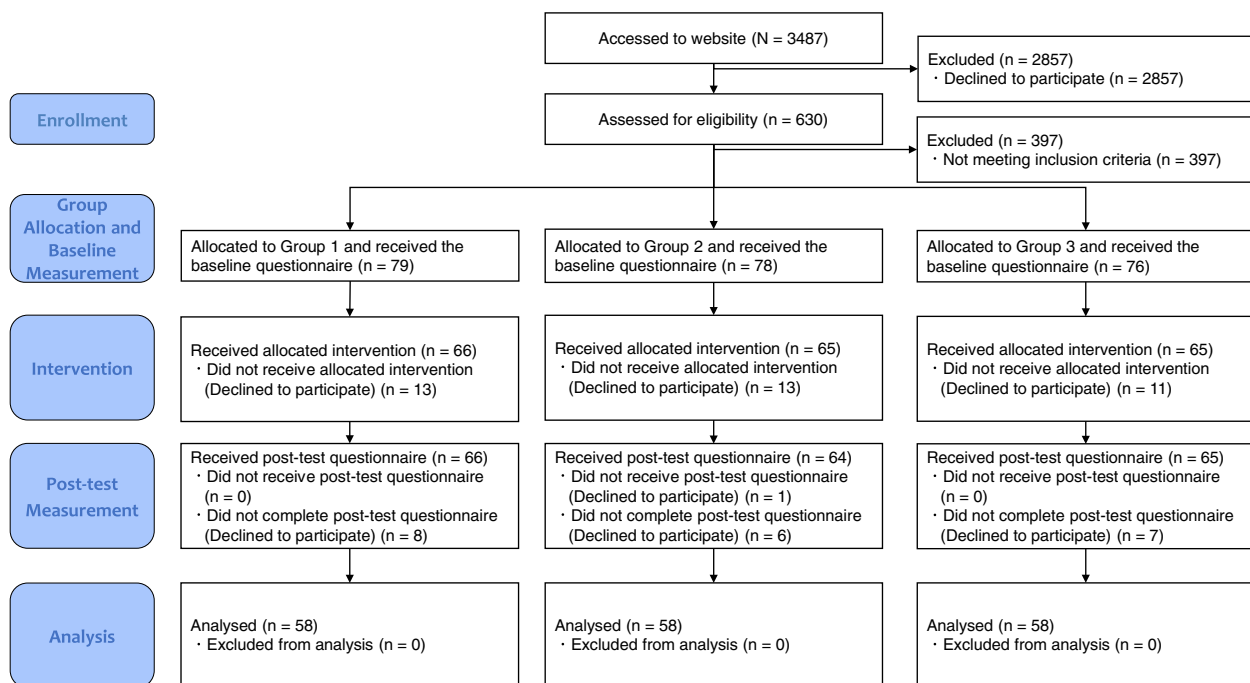 Accessed to website (N = 3487)
Excluded (n = 2857)
・Declined to participate (n = 2857)
Enrollment
Assessed for eligibility (n = 630)
Excluded (n = 397)
・Not meeting inclusion criteria (n = 397)
Group
Allocation and
Baseline
Measurement
Allocated to Group 1 and received the
baseline questionnaire (n = 79)
Allocated to Group 2 and received the
baseline questionnaire (n = 78)
Allocated to Group 3 and received the
baseline questionnaire (n = 76)
Intervention
Received allocated intervention (n = 66)
・Did not receive allocated intervention
(Declined to participate) (n = 13)
Received allocated intervention (n = 65)
・Did not receive allocated intervention
(Declined to participate) (n = 13)
Received allocated intervention (n = 65)
・Did not receive allocated intervention
(Declined to participate) (n = 11)
Post-test
Measurement
Received post-test questionnaire (n = 66)
・Did not receive post-test questionnaire
(n = 0)
・Did not complete post-test questionnaire
(Declined to participate) (n = 8)
Received post-test questionnaire (n = 64)
・Did not receive post-test questionnaire
(Declined to participate) (n = 1)
・Did not complete post-test questionnaire
(Declined to participate) (n = 6)
Received post-test questionnaire (n = 65)
・Did not receive post-test questionnaire
(n = 0)
・Did not complete post-test questionnaire
(Declined to participate) (n = 7)
Analysis
Analysed (n = 58)
・Excluded from analysis (n = 0)
Analysed (n = 58)
・Excluded from analysis (n = 0)
Analysed (n = 58)
・Excluded from analysis (n = 0)